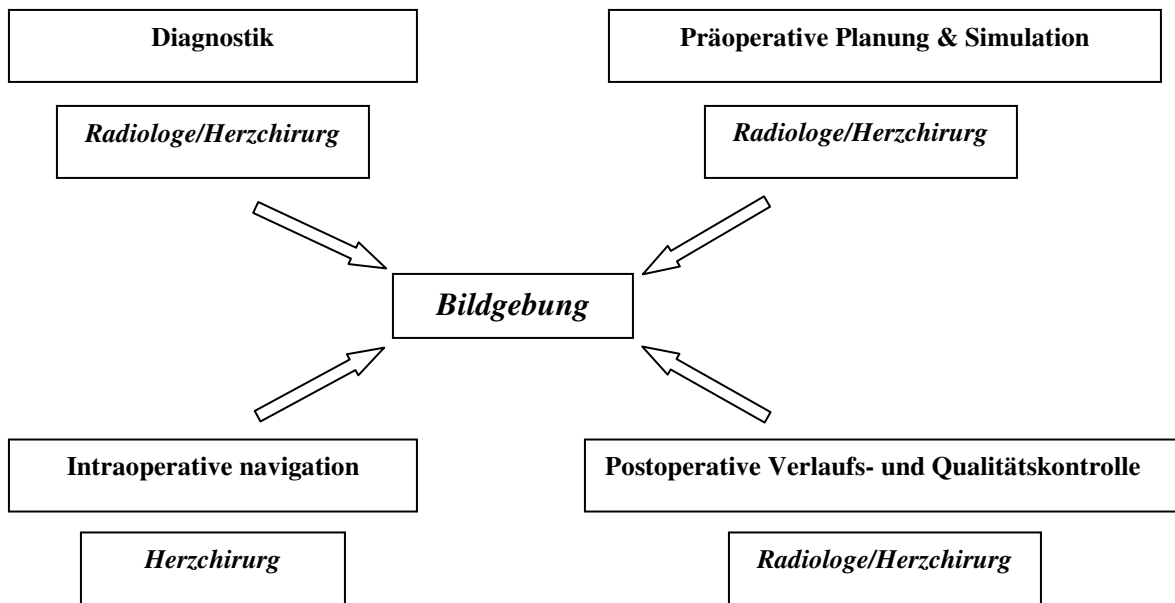 Diagnostik
Präoperative Planung & Simulation
Radiologe/Herzchirurg
Radiologe/Herzchirurg
Bildgebung
Intraoperative navigation
Postoperative Verlaufs- und Qualitätskontrolle
Herzchirurg
Radiologe/Herzchirurg